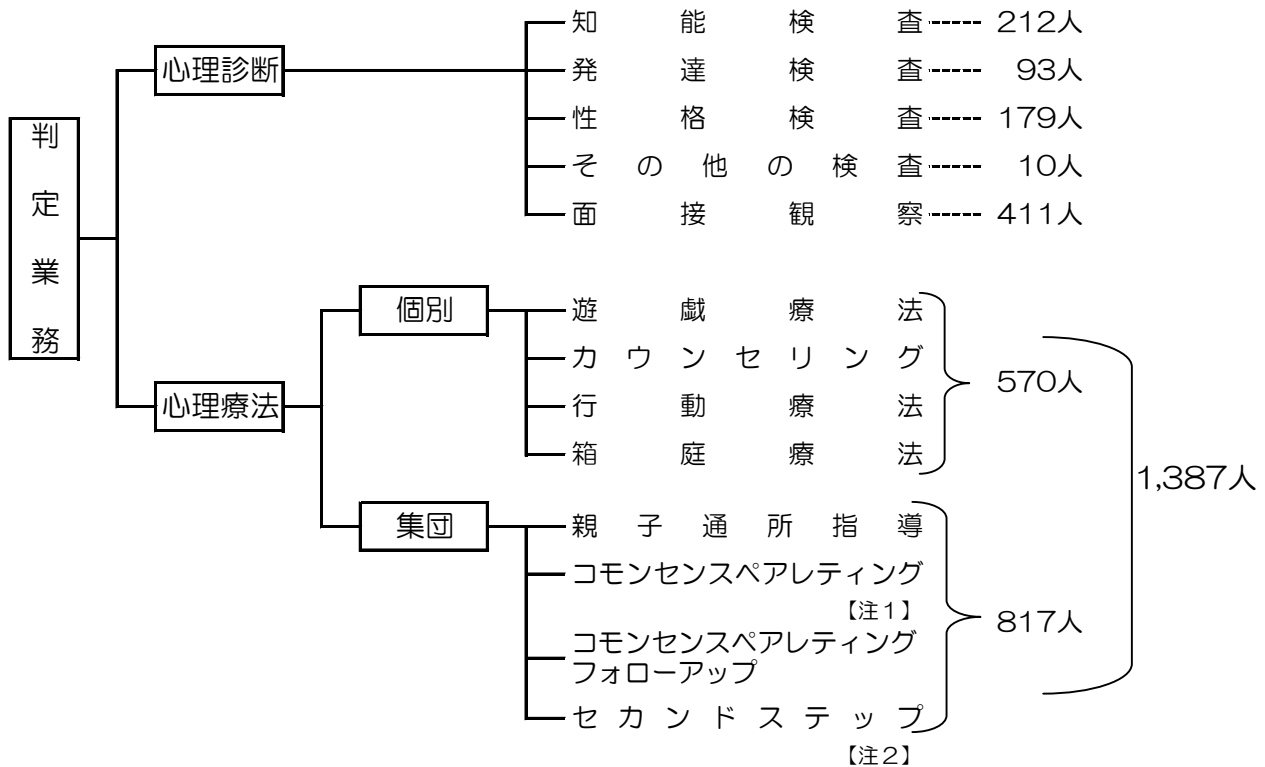 判定業務
心理診断
知能検査 212人
発達検査 93人
性格検査 179人
その他の検査 10人
面接観察 411人
心理療法
個別
遊戯療法
カウンセリング
行動療法
箱庭療法
570人
集団
親子通所指導
コモンセンスペアレティング
【注1】
コモンセンスペアレティング
フォローアップ
セカンドステップ
【注2】
817人
1,387人